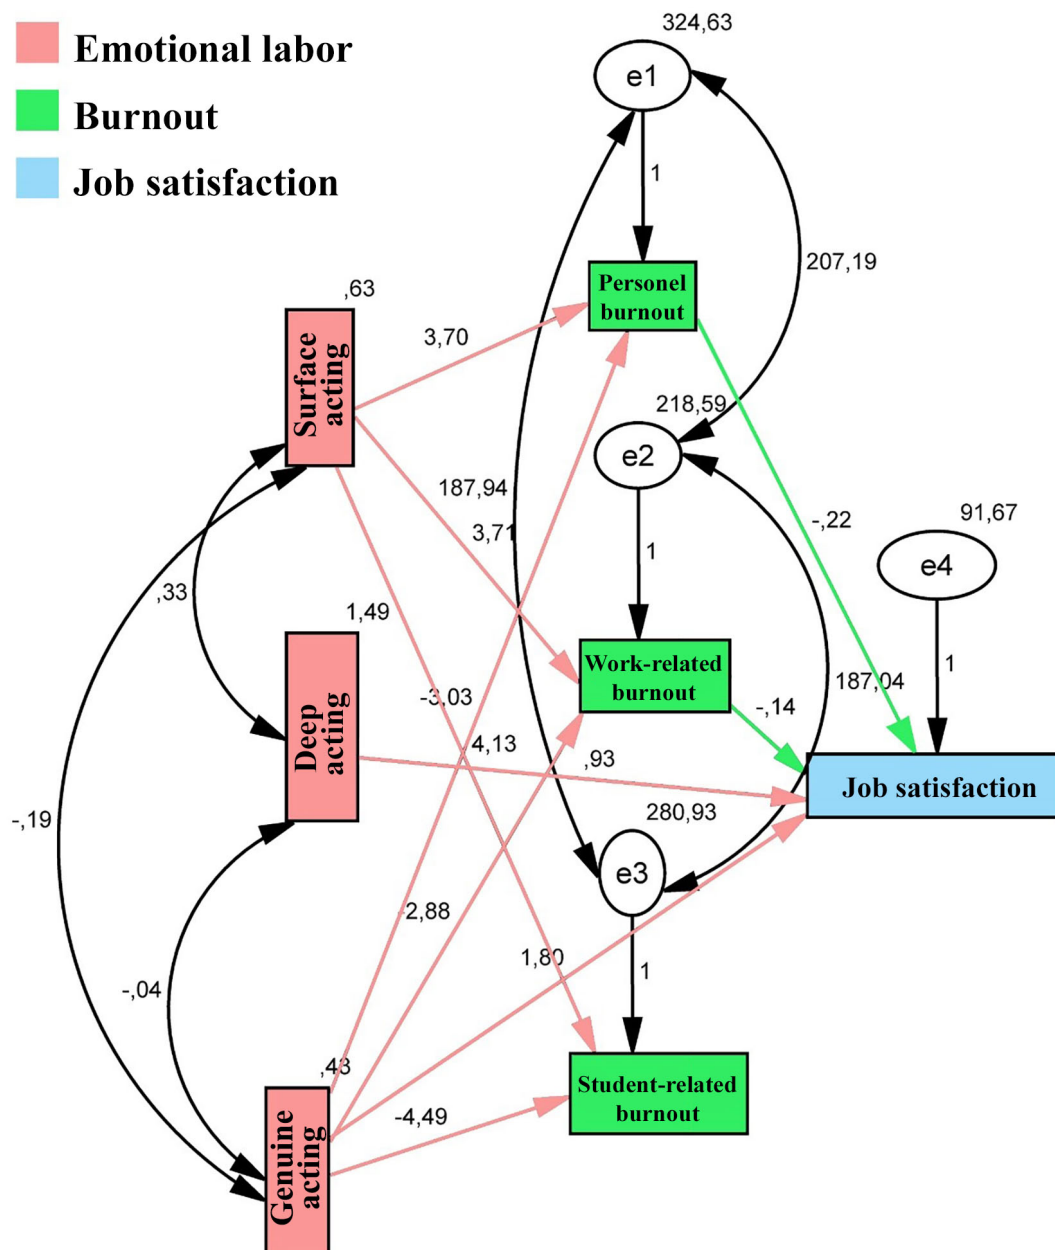 Emotional labor
Burnout
Job satisfaction
324,63
e1
1
207,19
Personel
burnout
,63
3,70
Surface
acting
218,59
e2
187,94
3,71
-,22
91,67
e4
1
,33
1,49
Work-related
burnout
1
187,04
-,14
-3,03
4,13
,93
Deep
acting
Job satisfaction
-,19
280,93
e3
-2,88
1,80
1
-,04
,43
Student-related
burnout
-4,49
Genuine
acting